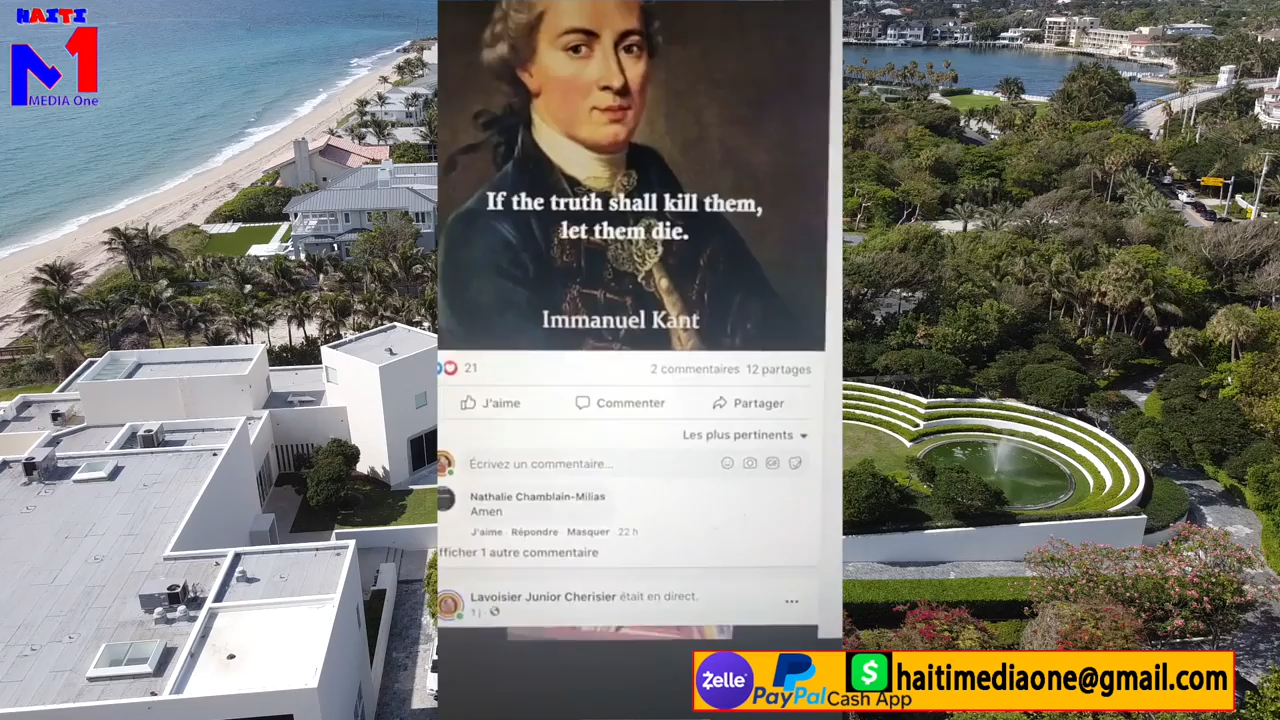 HAITI
M1
MEDIA One
If the truth shall kill them,
let them die.
Immanuel Kant
21
2 commentaires 12 partages
J'aime
Commenter
Partager
Les plus pertinents
Écrivez un commentaire...
GIF
Nathalie Chamblain-Milias
Amen
J'aime · Répondre · Masquer 22 h
fficher 1 autre commentaire
Lavoisier Junior Cherisier était en direct.
1 j ·
Zelle
PayPal
$
Cash App
haitimediaone@gmail.com